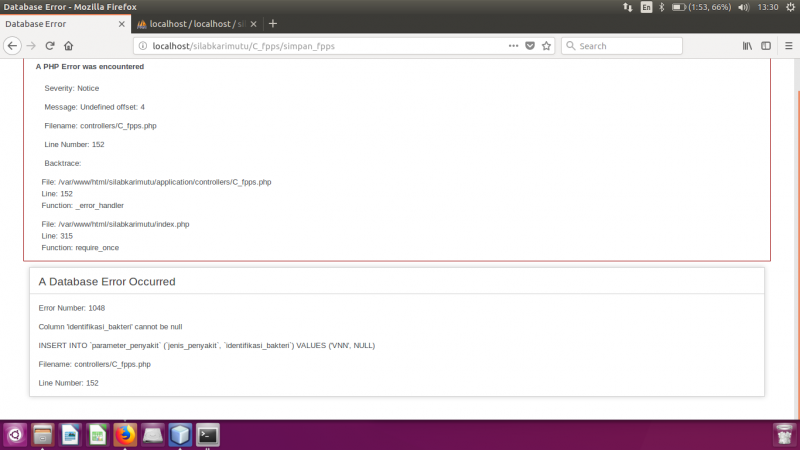 Database Error - Mozilla Firefox
En
(1:53, 66%)
13:30
Database Error
localhost / localhost / sil
localhost/silabkarimutu/C_fpps/simpan_fpps
Search
A PHP Error was encountered
Severity: Notice
Message: Undefined offset: 4
Filename: controllers/C_fpps.php
Line Number: 152
Backtrace:
File: /var/www/html/silabkarimutu/application/controllers/C_fpps.php
Line: 152
Function: _error_handler
File: /var/www/html/silabkarimutu/index.php
Line: 315
Function: require_once
A Database Error Occurred
Error Number: 1048
Column 'identifikasi_bakteri' cannot be null
INSERT INTO `parameter_penyakit` (`jenis_penyakit`, `identifikasi_bakteri`) VALUES ('VNN', NULL)
Filename: controllers/C_fpps.php
Line Number: 152